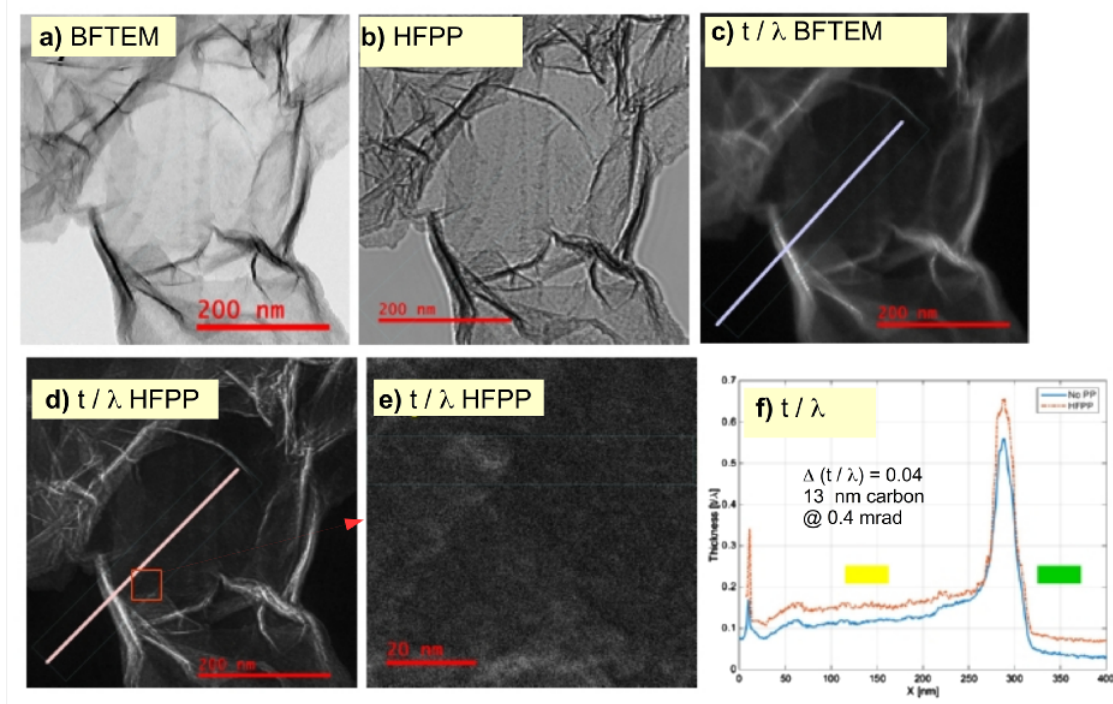 a) BFTEM
200 nm
b) HFPP
200 nm
c) t / λ BFTEM
200 nm
d) t / λ HFPP
200 nm
e) t / λ HFPP
20 nm
f) t / λ
No PP
HFPP
Δ (t / λ) = 0.04
13 nm carbon
@ 0.4 mrad
Thickness [t/λ]
0.7
0.6
0.5
0.4
0.3
0.2
0.1
0
0 50 100 150 200 250 300 350 400
X [nm]